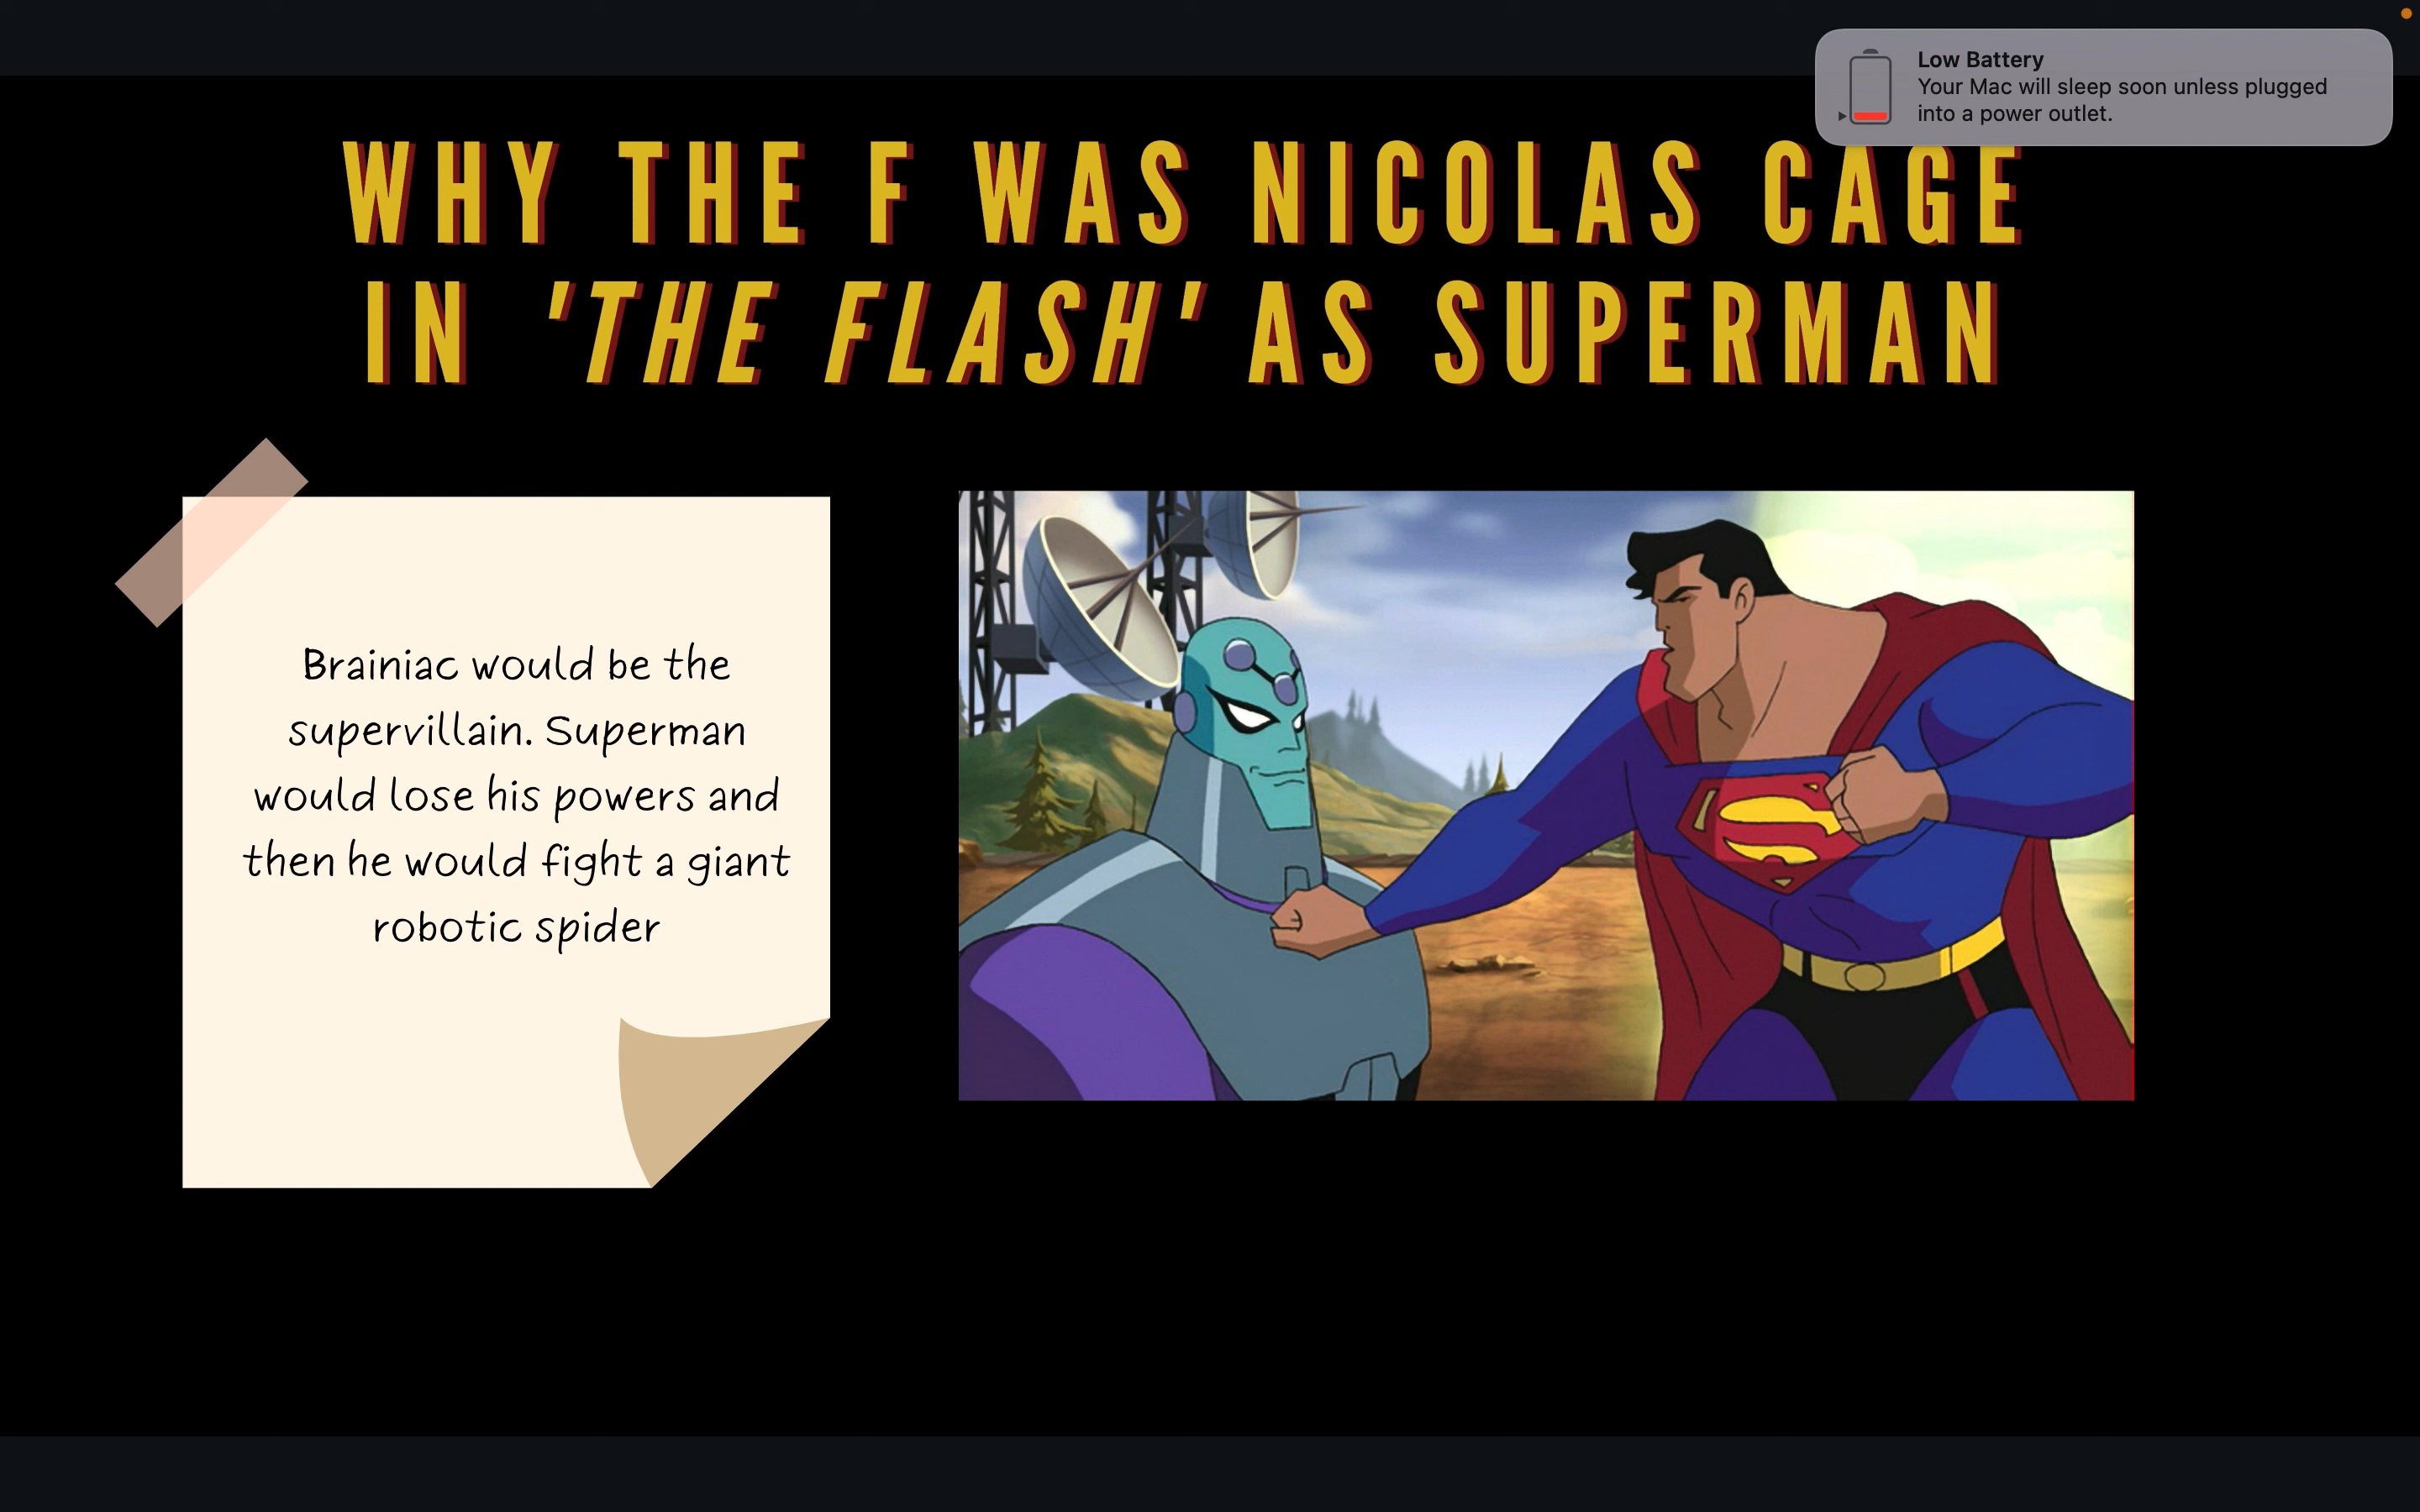 Low Battery
Your Mac will sleep soon unless plugged
into a power outlet.
WHY THE F WAS NICOLAS CAGE
IN 'THE FLASH' AS SUPERMAN
Brainiac would be the
supervillain. Superman
would lose his powers and
then he would fight a giant
robotic spider